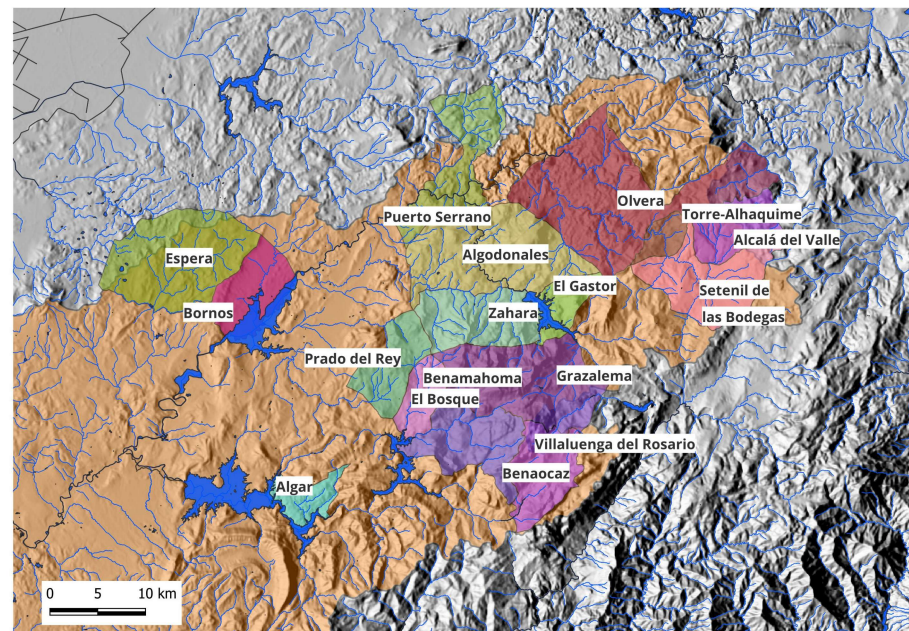 Olvera
Puerto Serrano
Torre-Alhaquime
Alcalá del Valle
Algodonales
Espera
El Gastor
Setenil de
las Bodegas
Bornos
Zahara
Prado del Rey
Benamahoma
Grazalema
El Bosque
Villaluenga del Rosario
Benaocaz
Algar
0 5 10 km